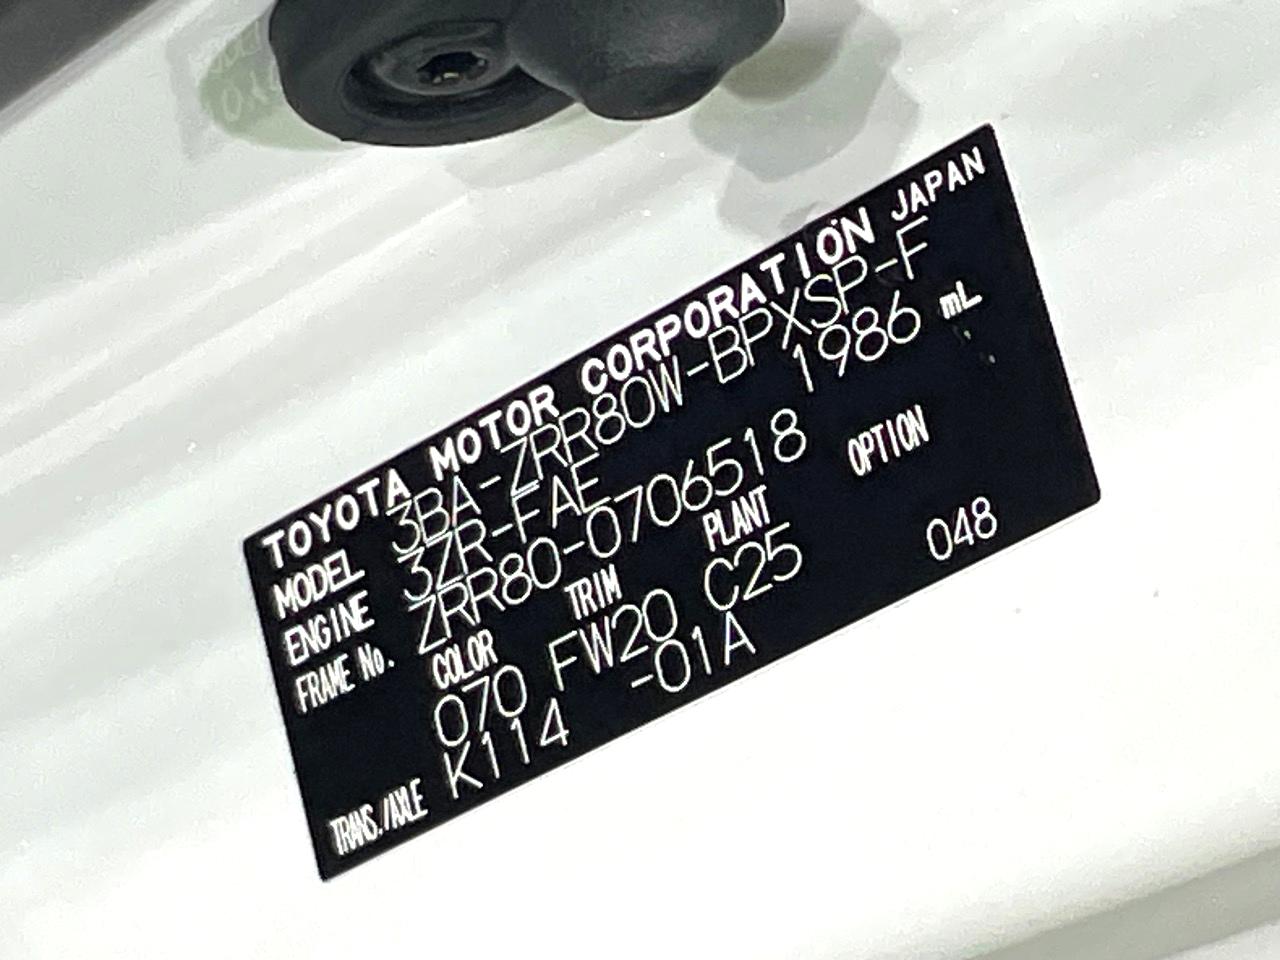 TOYOTA MOTOR CORPORATION JAPAN
MODEL 3BA-ZRR80W-BPXSP-F
ENGINE 3ZR-FAE 1986 mL
FRAME No. ZRR80-0706518
COLOR TRIM PLANT OPTION
070 FW20 C25 048
TRANS./AXLE K114 -01A